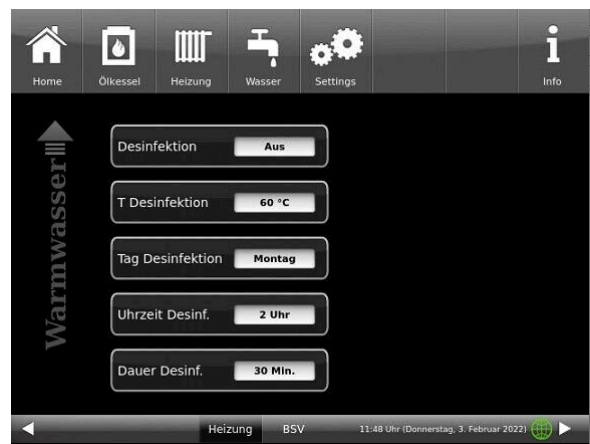 Home
Ölkessel
Heizung
Wasser
Settings
Info
Warmwasser
Desinfektion Aus
T Desinfektion 60 °C
Tag Desinfektion Montag
Uhrzeit Desinf. 2 Uhr
Dauer Desinf. 30 Min.
Heizung BSV 11:48 Uhr (Donnerstag, 3. Februar 2022)